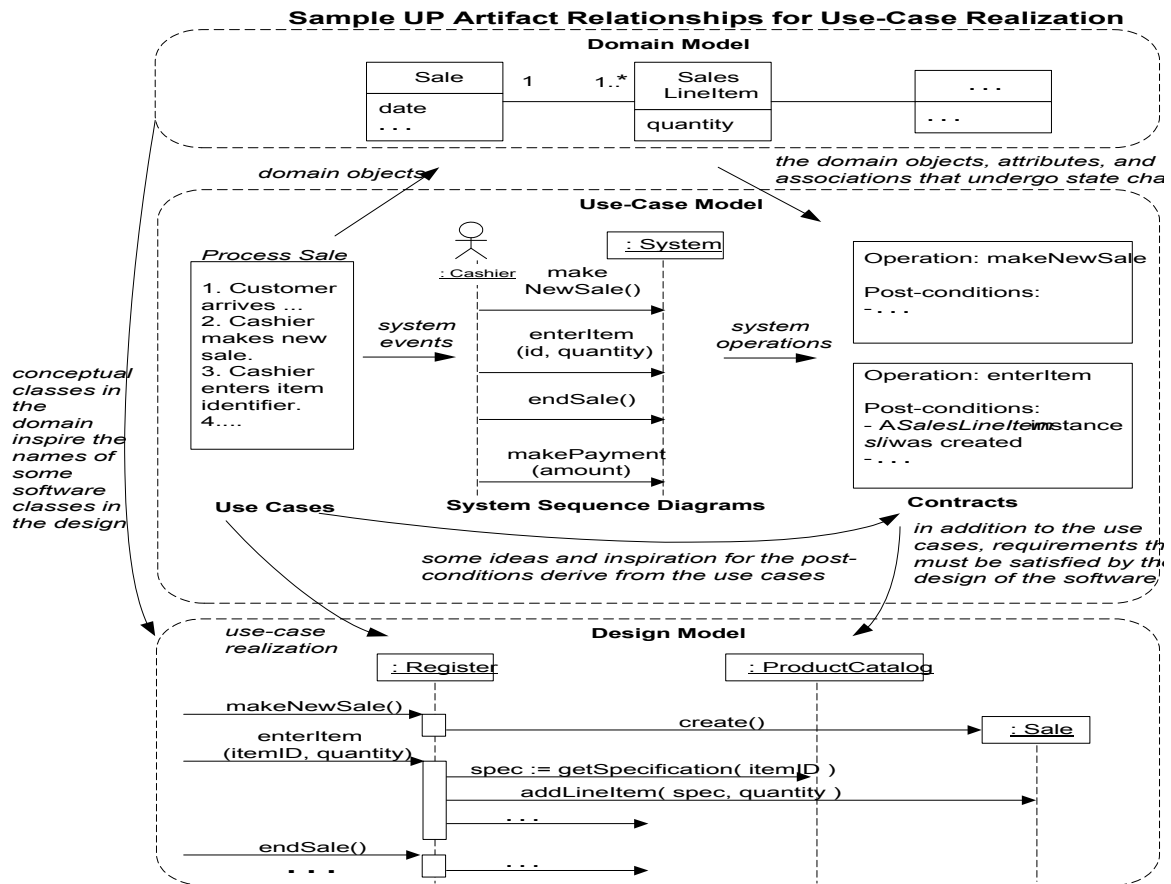 Sample UP Artifact Relationships for Use-Case Realization
Domain Model
Sale
1
1..*
Sales
LineItem
. . .
date
. . .
quantity
. . .
domain objects
the domain objects, attributes, and
associations that undergo state cha
Use-Case Model
Process Sale
1. Customer
arrives ...
2. Cashier
makes new
sale.
3. Cashier
enters item
identifier.
4....
system
events
: Cashier
: System
make
NewSale()
enterItem
(id, quantity)
endSale()
makePayment
(amount)
system
operations
Operation: makeNewSale
Post-conditions:
- . . .
Operation: enterItem
Post-conditions:
- A SalesLineItem instance
sli was created
- . . .
conceptual
classes in
the
domain
inspire the
names of
some
software
classes in
the design
Use Cases
System Sequence Diagrams
Contracts
some ideas and inspiration for the post-
conditions derive from the use cases
in addition to the use
cases, requirements th
must be satisfied by the
design of the software
use-case
realization
Design Model
: Register
: ProductCatalog
makeNewSale()
create()
: Sale
enterItem
(itemID, quantity)
spec := getSpecification( itemID )
addLineItem( spec, quantity )
. . .
endSale()
. . .
. . .